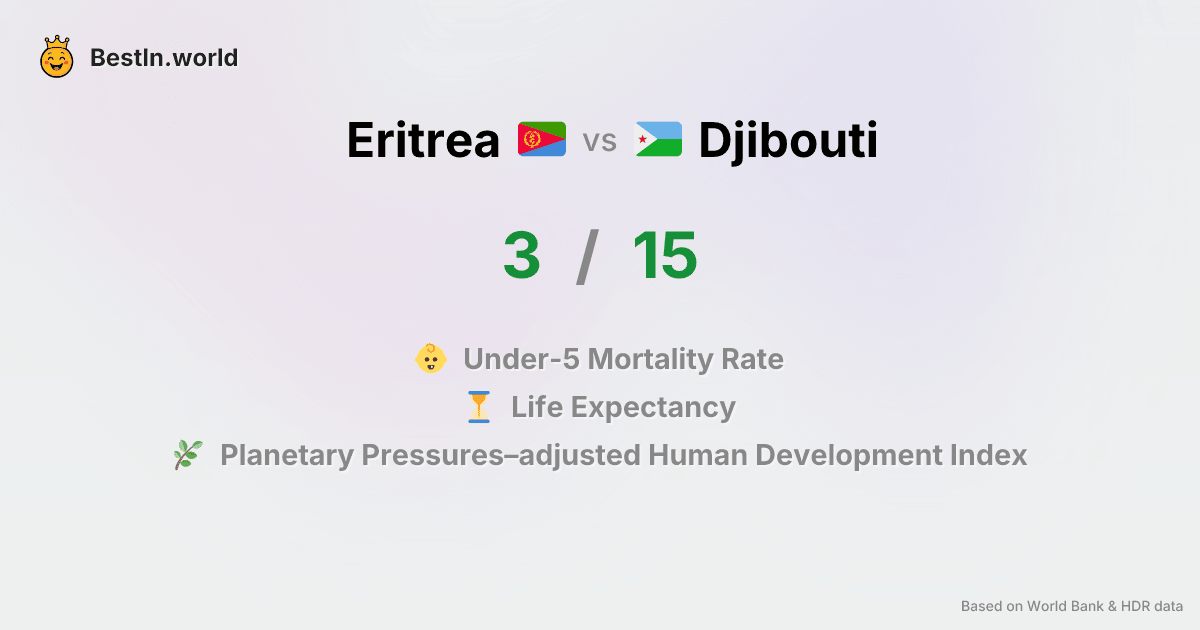 BestIn.world
Eritrea vs Djibouti
3 / 15
Under-5 Mortality Rate
Life Expectancy
Planetary Pressures–adjusted Human Development Index
Based on World Bank & HDR data